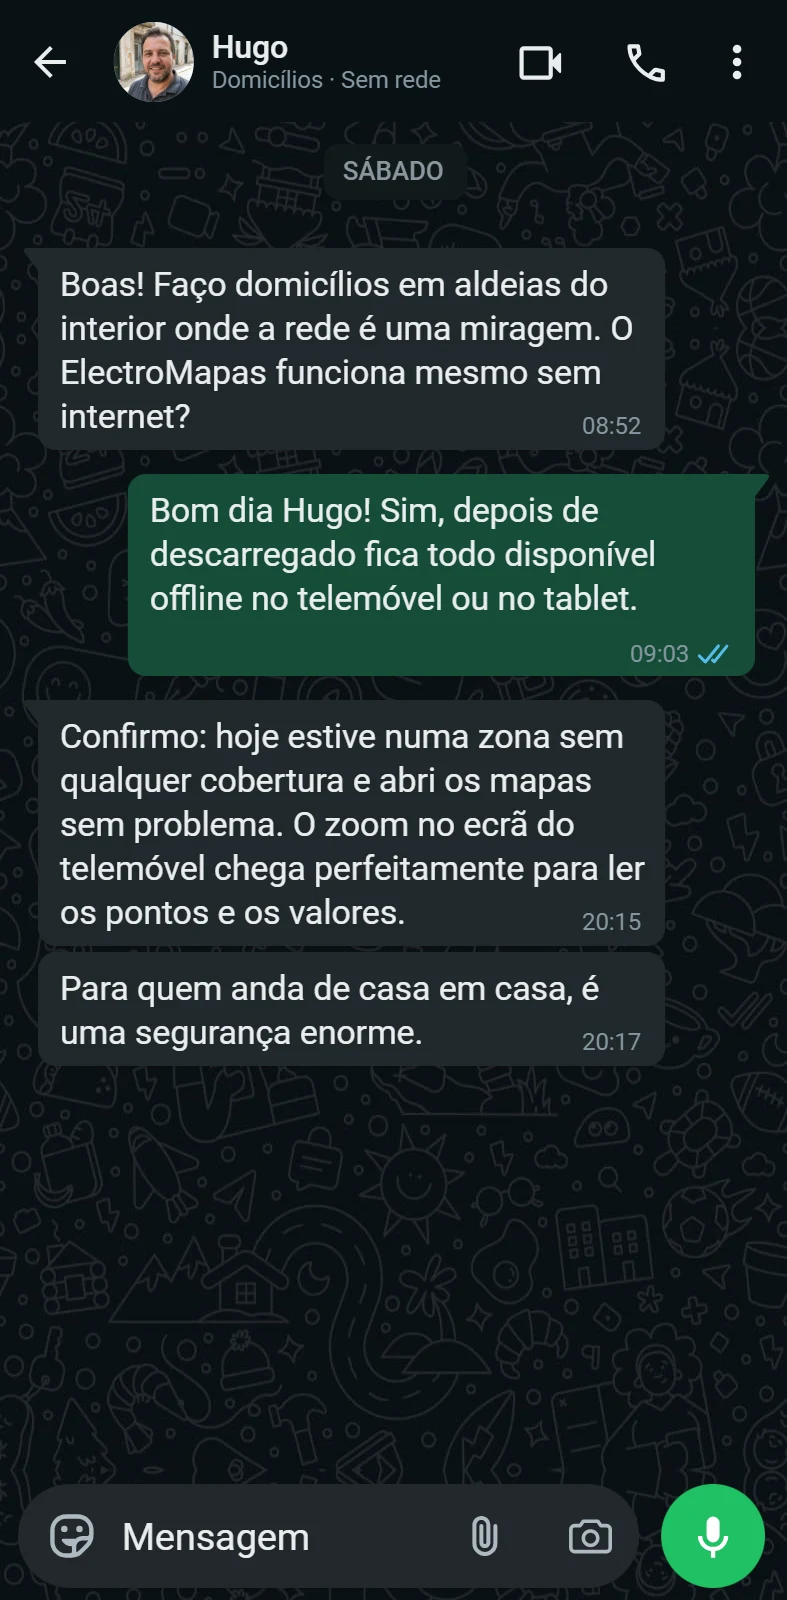 Hugo
Domicílios · Sem rede
SÁBADO
Boas! Faço domicílios em aldeias do
interior onde a rede é uma miragem. O
ElectroMapas funciona mesmo sem
internet?
08:52
Bom dia Hugo! Sim, depois de
descarregado fica todo disponível
offline no telemóvel ou no tablet.
09:03
Confirmo: hoje estive numa zona sem
qualquer cobertura e abri os mapas
sem problema. O zoom no ecrã do
telemóvel chega perfeitamente para ler
os pontos e os valores.
20:15
Para quem anda de casa em casa, é
uma segurança enorme.
20:17
Mensagem